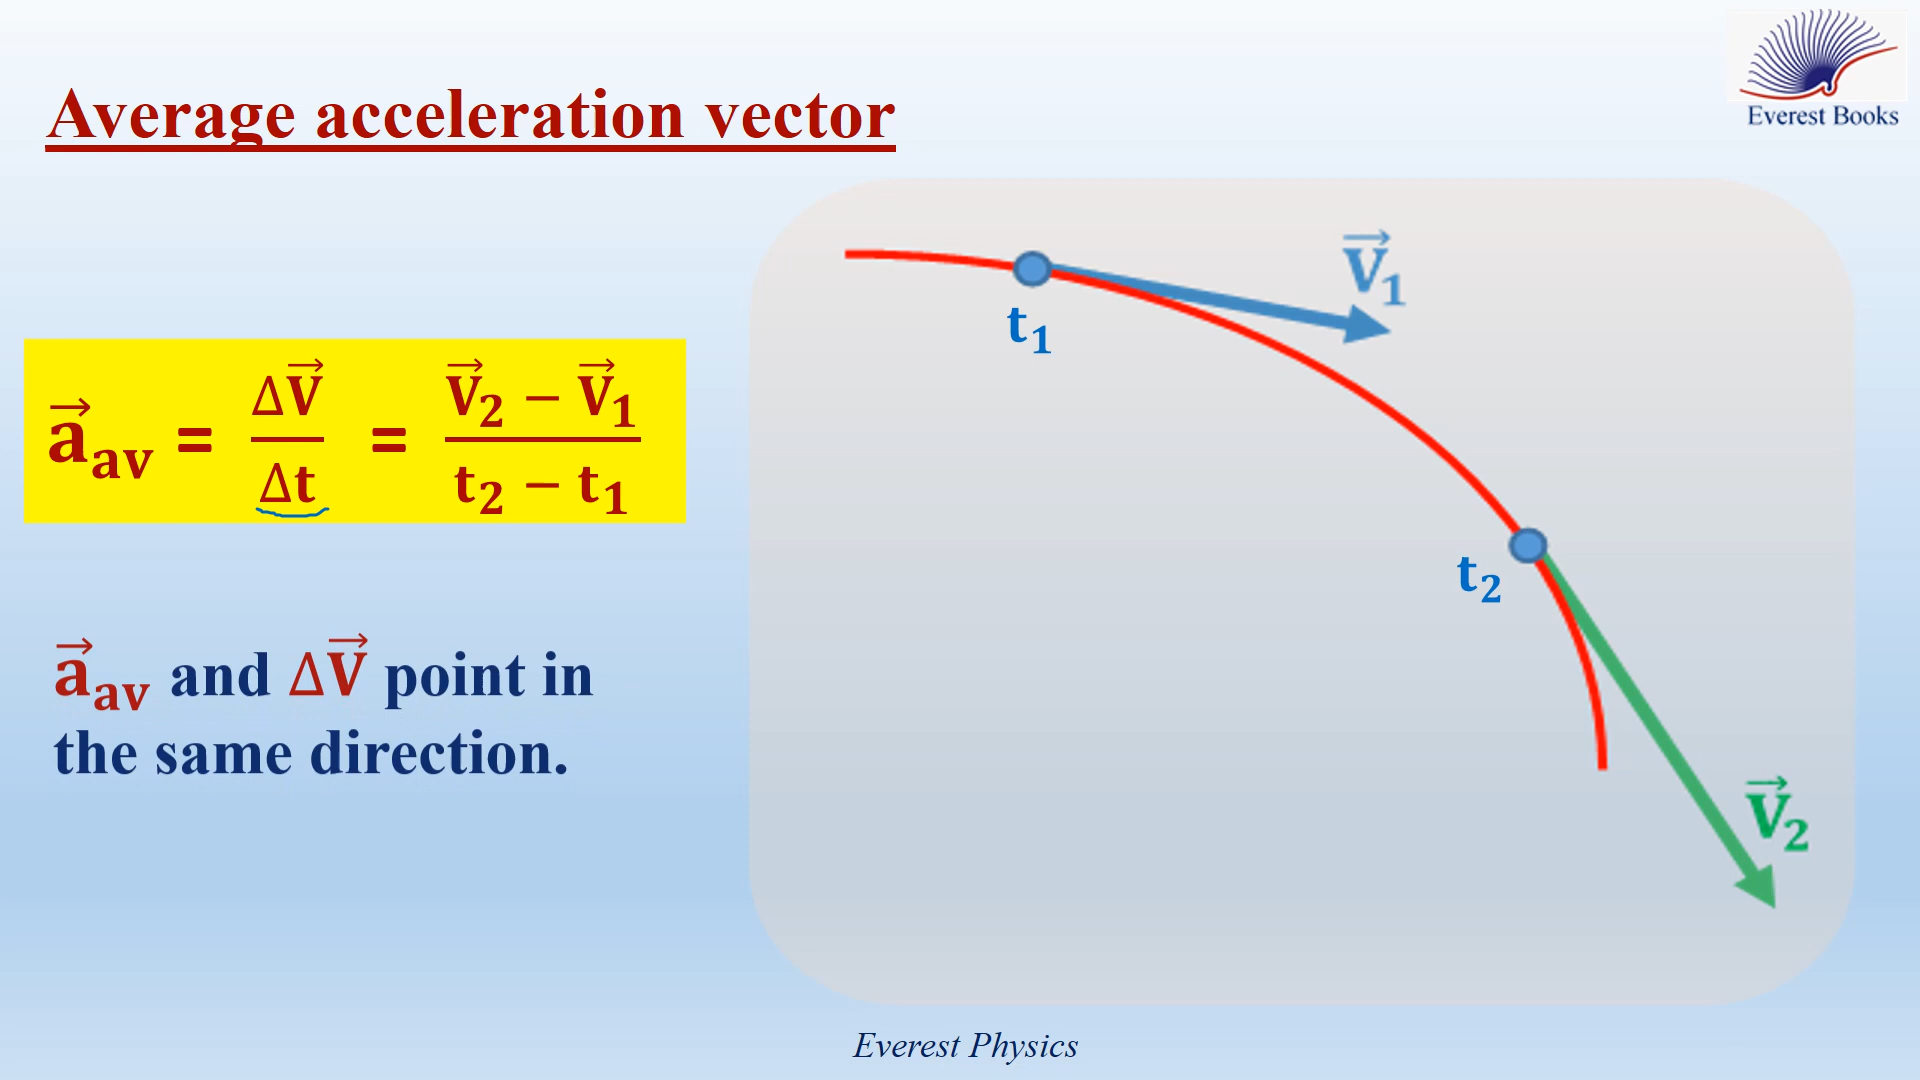 Average acceleration vector
Everest Books
a⃗av = ΔV⃗/Δt = (V⃗2 − V⃗1)/(t2 − t1)
a⃗av and ΔV⃗ point in
the same direction.
V⃗1
t1
t2
V⃗2
Everest Physics